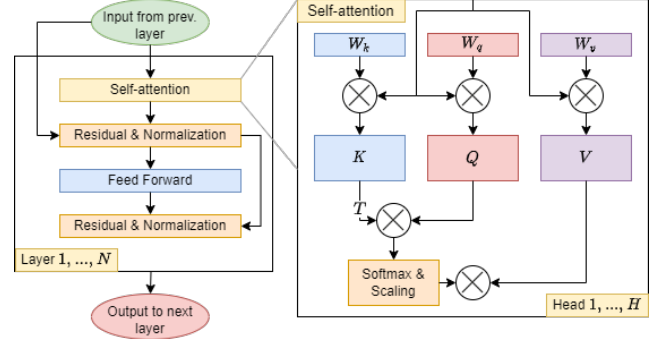 Input from prev.
layer
Self-attention
Residual & Normalization
Feed Forward
Residual & Normalization
Layer 1, ..., N
Output to next
layer
Self-attention
W_k
W_q
W_v
K
Q
V
T
Softmax &
Scaling
Head 1, ..., H